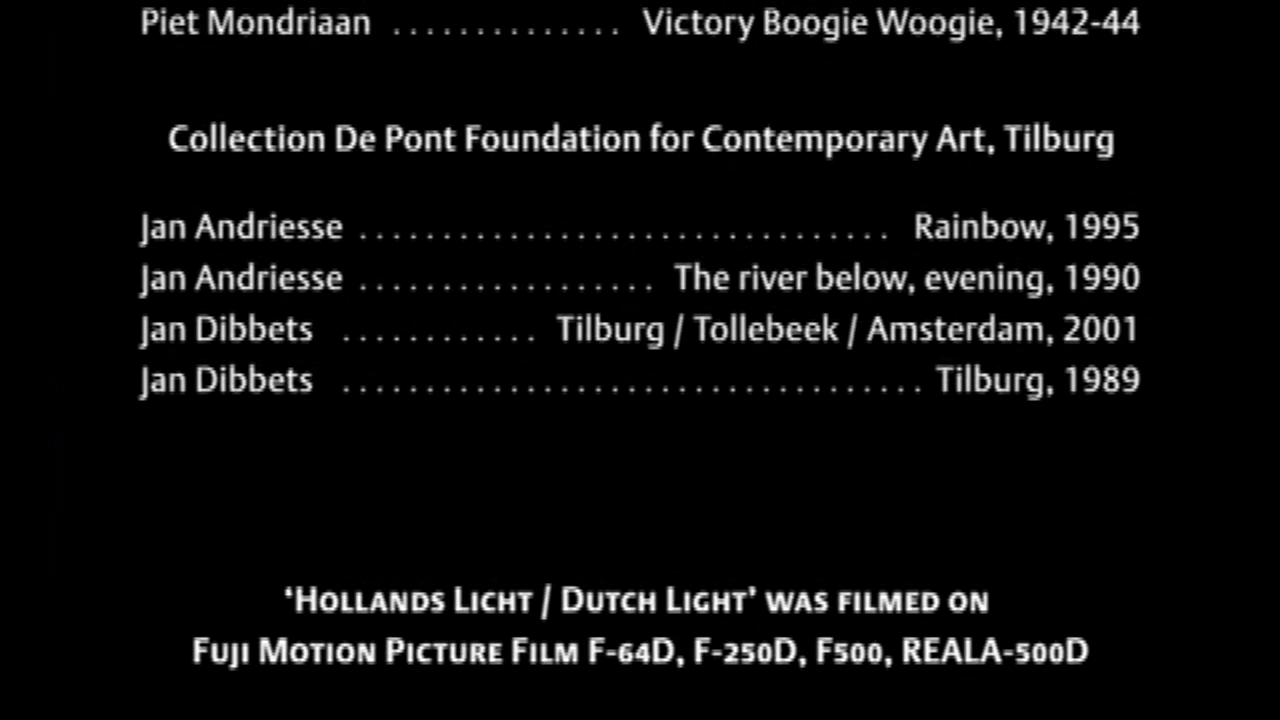 Piet Mondriaan .............. Victory Boogie Woogie, 1942-44
Collection De Pont Foundation for Contemporary Art, Tilburg
Jan Andriesse ................................. Rainbow, 1995
Jan Andriesse .................. The river below, evening, 1990
Jan Dibbets ............ Tilburg / Tollebeek / Amsterdam, 2001
Jan Dibbets .................................... Tilburg, 1989
‘Hollands Licht / Dutch Light’ was filmed on
Fuji Motion Picture Film F-64D, F-250D, F500, REALA-500D